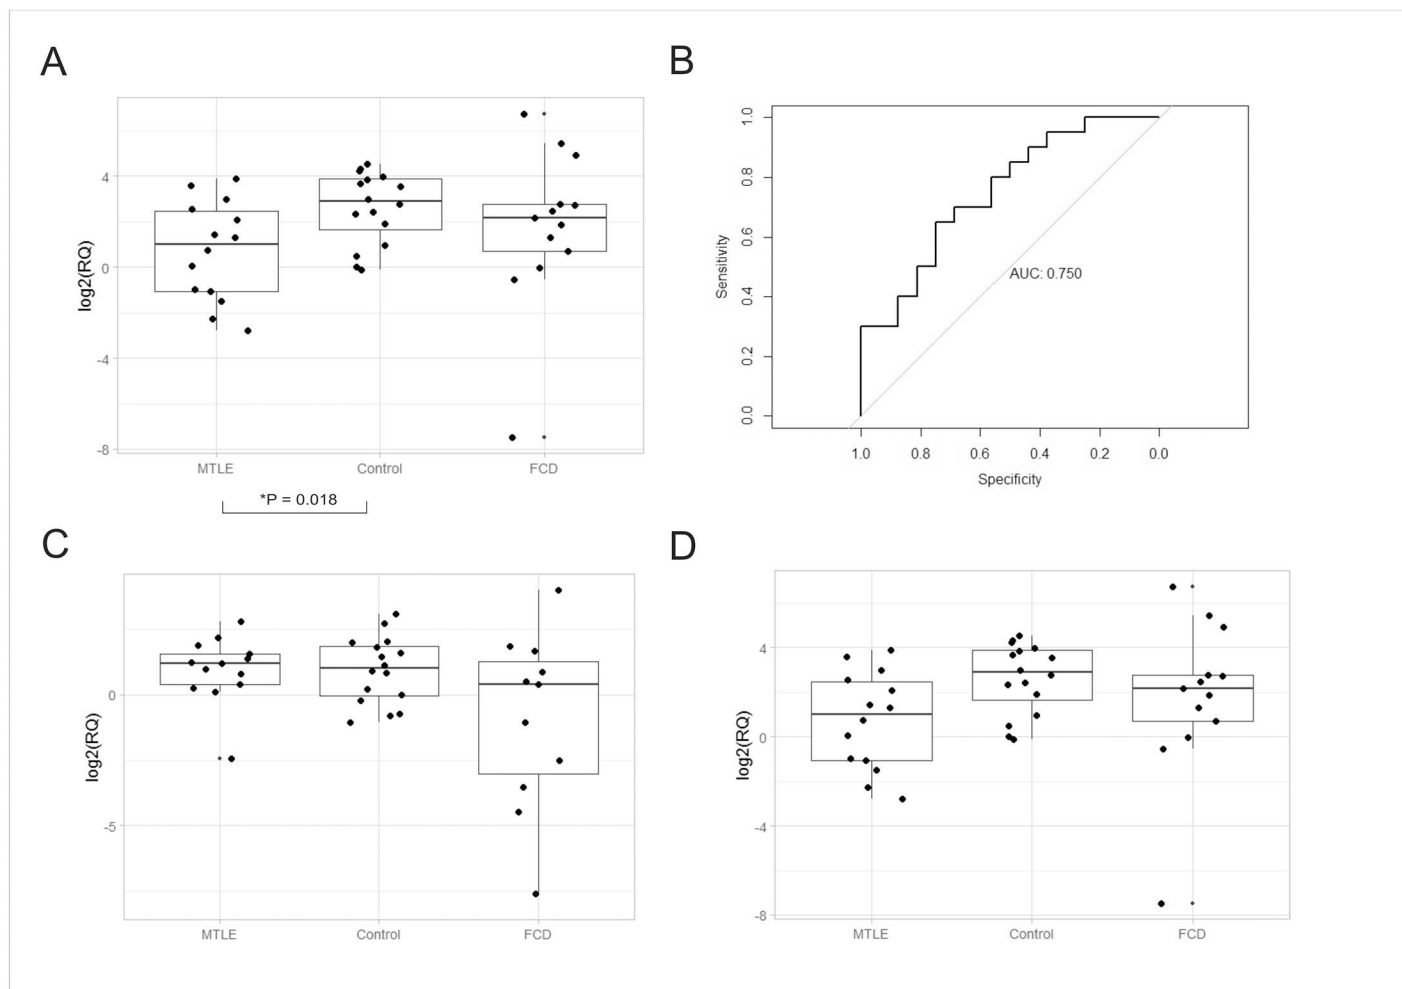 A
log2(RQ)
4
0
-4
-8
MTLE Control FCD
*P = 0.018
B
Sensitivity
1.0
0.8
0.6
0.4
0.2
0.0
AUC: 0.750
1.0 0.8 0.6 0.4 0.2 0.0
Specificity
C
log2(RQ)
0
-5
MTLE Control FCD
D
log2(RQ)
4
0
-4
-8
MTLE Control FCD